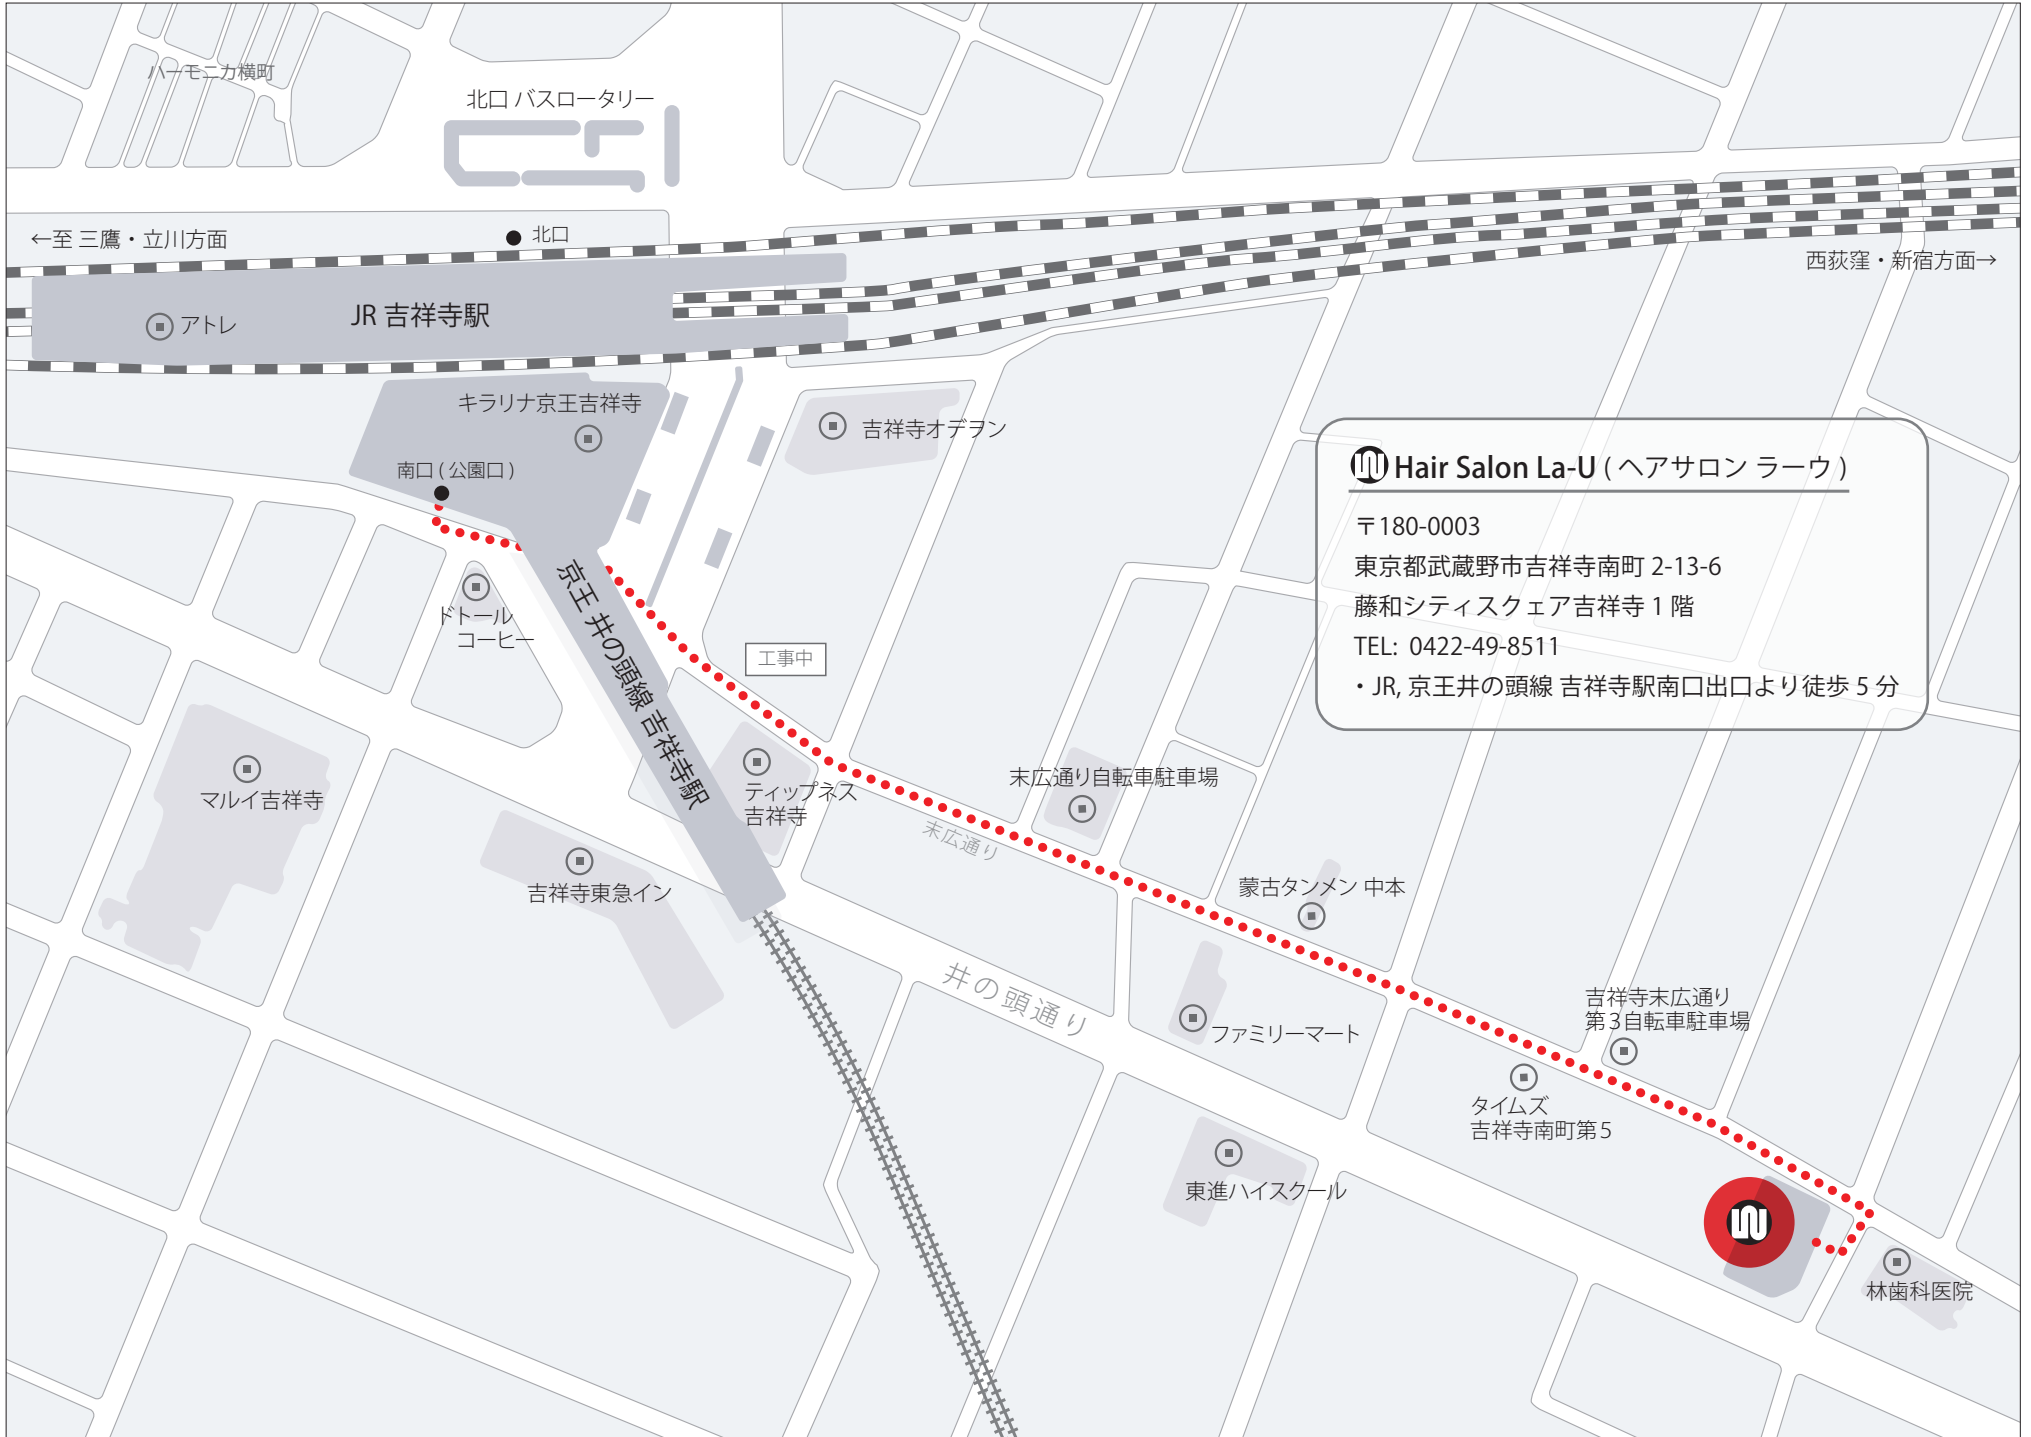 ハーモニカ横町
北口 バスロータリー
←至 三鷹・立川方面
北口
西荻窪・新宿方面→
アトレ
JR 吉祥寺駅
キラリナ京王吉祥寺
吉祥寺オデヲン
南口 ( 公園口 )
Hair Salon La-U ( ヘアサロン ラーウ )
〒180-0003
東京都武蔵野市吉祥寺南町 2-13-6
藤和シティスクェア吉祥寺 1 階
TEL: 0422-49-8511
・JR, 京王井の頭線 吉祥寺駅南口出口より徒歩 5 分
ドトール
コーヒー
京王 井の頭線 吉祥寺駅
工事中
マルイ吉祥寺
ティップネス
吉祥寺
末広通り自転車駐車場
末広通り
吉祥寺東急イン
蒙古タンメン 中本
井の頭通り
ファミリーマート
吉祥寺末広通り
第3自転車駐車場
タイムズ
吉祥寺南町第5
東進ハイスクール
林歯科医院